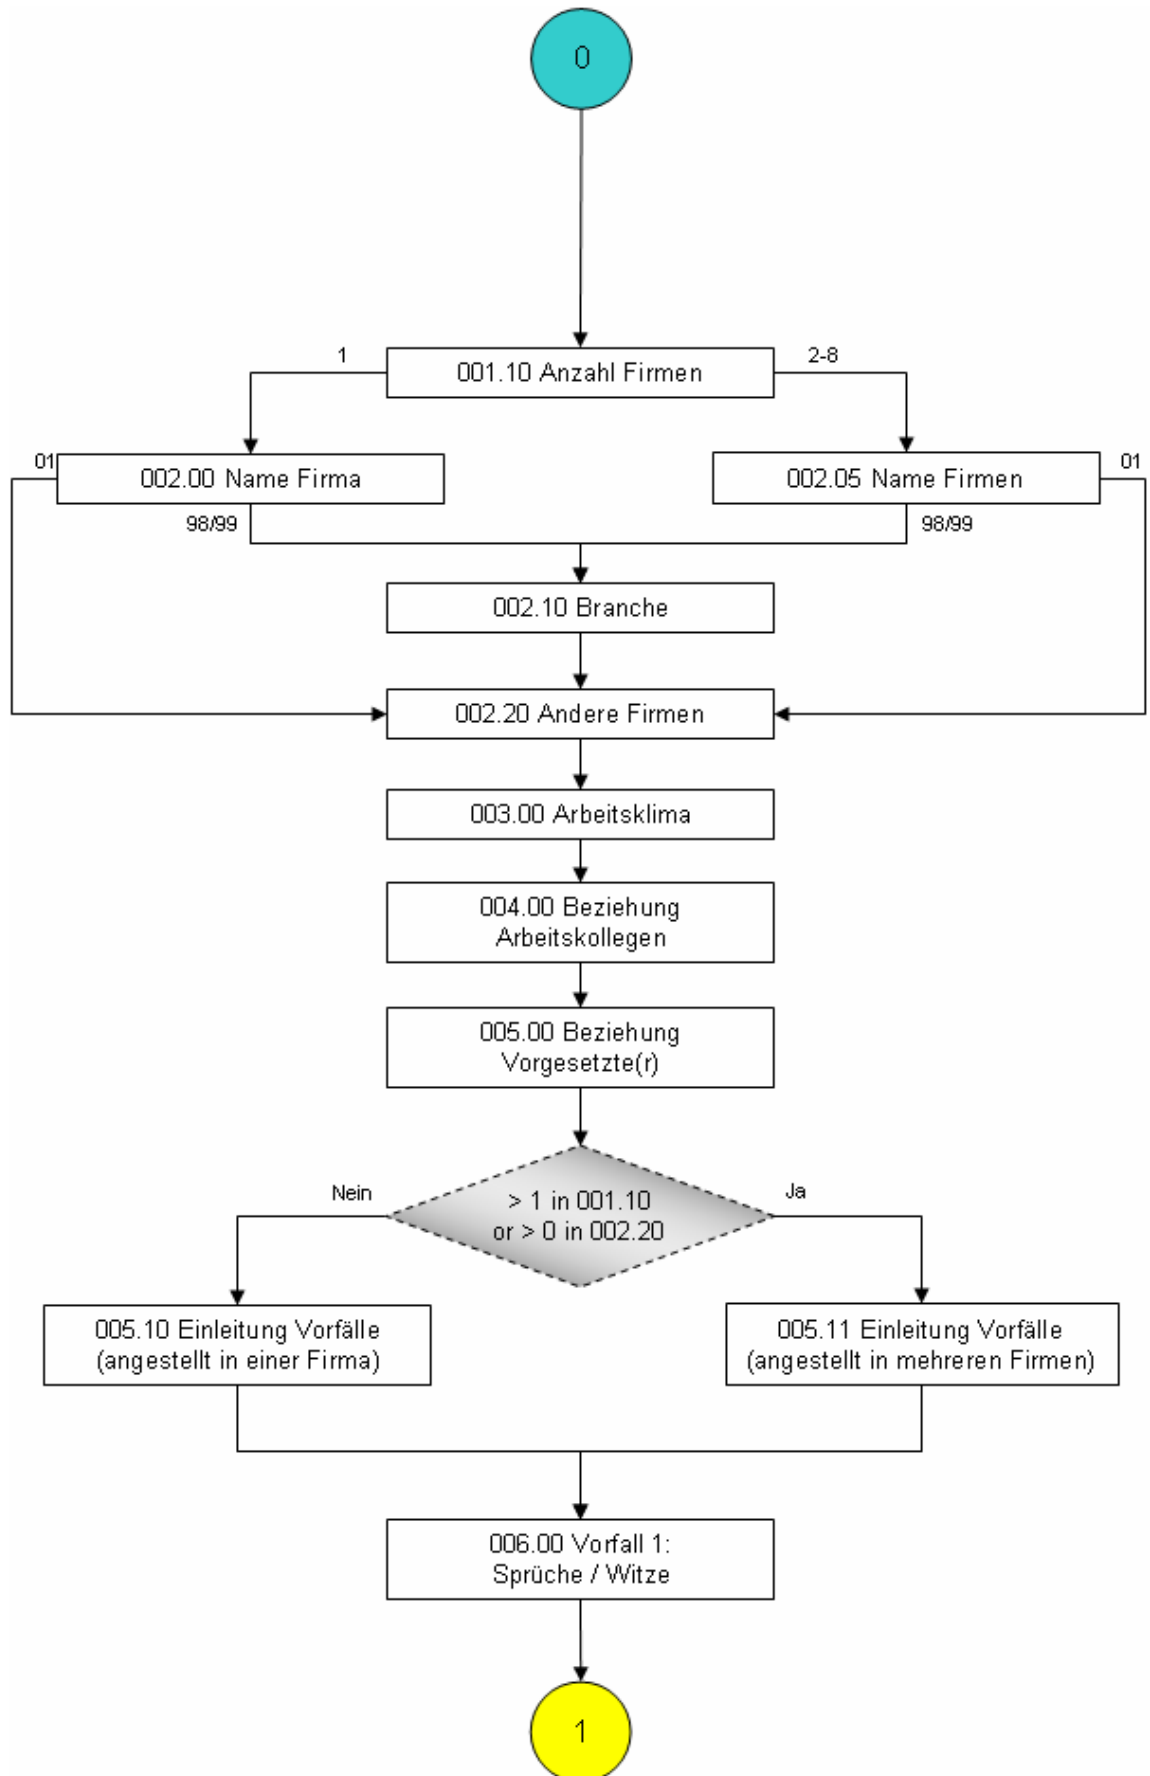 0
1
001.10 Anzahl Firmen
2-8
01
002.00 Name Firma
002.05 Name Firmen
01
98/99
98/99
002.10 Branche
002.20 Andere Firmen
003.00 Arbeitsklima
004.00 Beziehung
Arbeitskollegen
005.00 Beziehung
Vorgesetzte(r)
Nein
> 1 in 001.10
or > 0 in 002.20
Ja
005.10 Einleitung Vorfälle
(angestellt in einer Firma)
005.11 Einleitung Vorfälle
(angestellt in mehreren Firmen)
006.00 Vorfall 1:
Sprüche / Witze
1